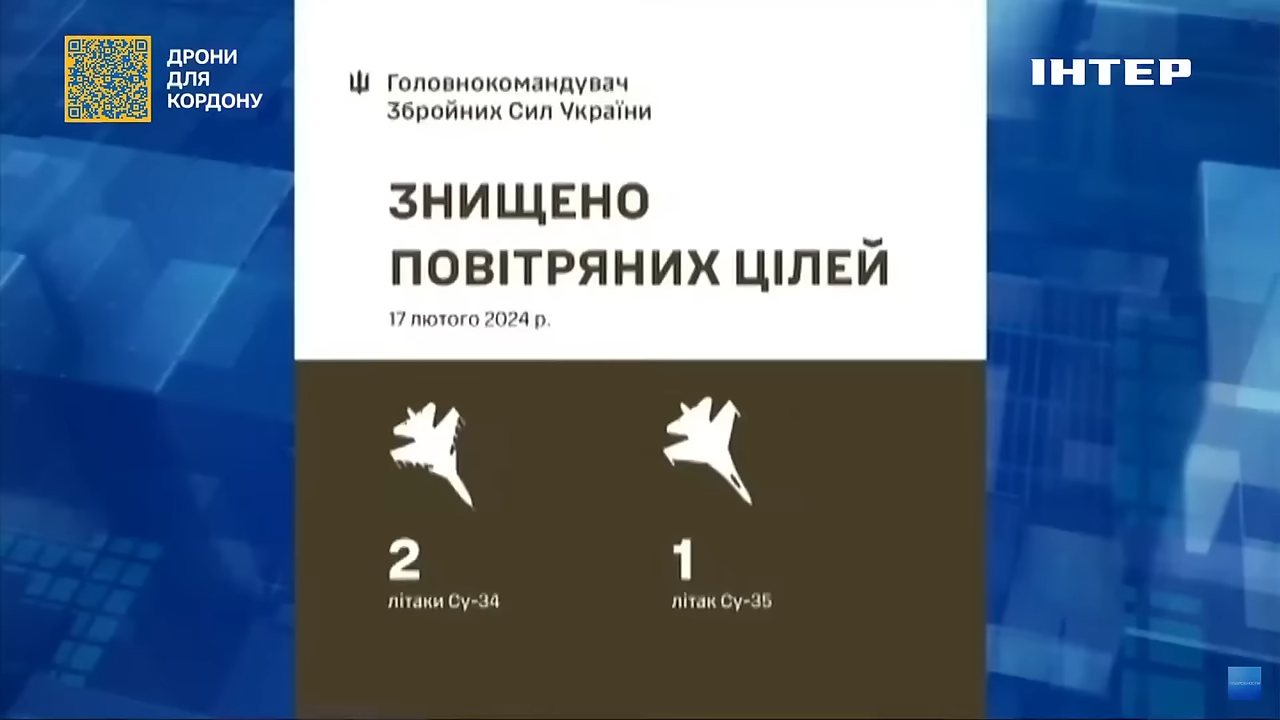 ДРОНИ
ДЛЯ
КОРДОНУ
ІНТЕР
Головнокомандувач
Збройних Сил України
ЗНИЩЕНО
ПОВІТРЯНИХ ЦІЛЕЙ
17 лютого 2024 р.
2
літаки Су-34
1
літак Су-35